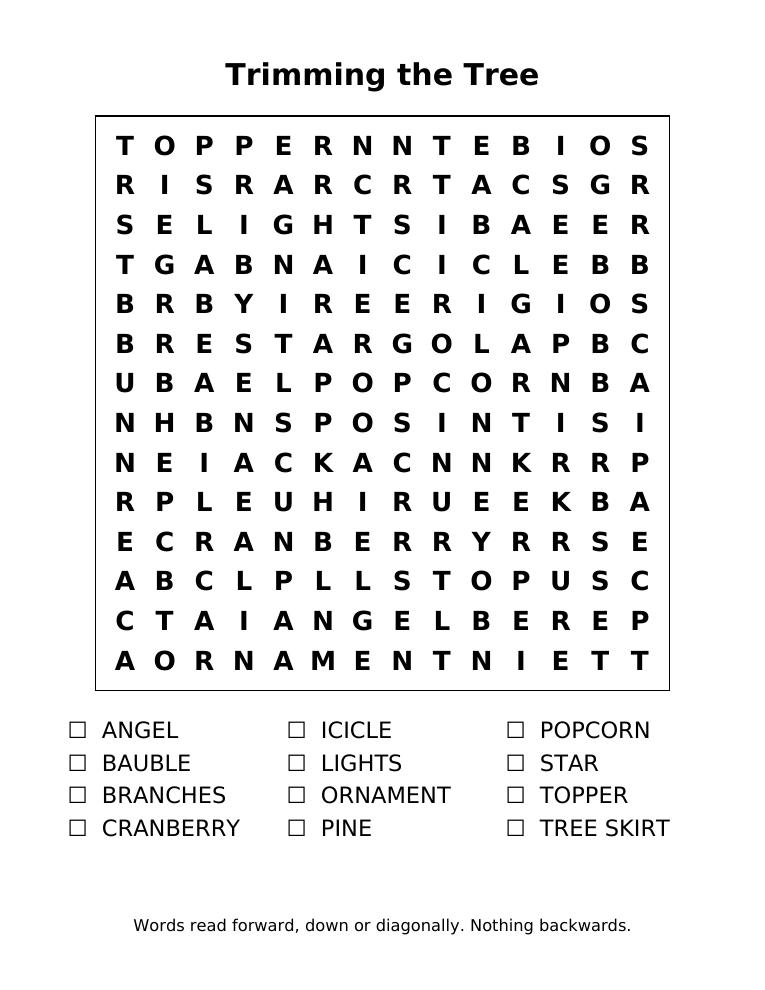 Trimming the Tree
T O P P E R N N T E B I O S
R I S R A R C R T A C S G R
S E L I G H T S I B A E E R
T G A B N A I C I C L E B B
B R B Y I R E E R I G I O S
B R E S T A R G O L A P B C
U B A E L P O P C O R N B A
N H B N S P O S I N T I S I
N E I A C K A C N N K R R P
R P L E U H I R U E E K B A
E C R A N B E R R Y R R S E
A B C L P L L S T O P U S C
C T A I A N G E L B E R E P
A O R N A M E N T N I E T T
☐ ANGEL ☐ ICICLE ☐ POPCORN
☐ BAUBLE ☐ LIGHTS ☐ STAR
☐ BRANCHES ☐ ORNAMENT ☐ TOPPER
☐ CRANBERRY ☐ PINE ☐ TREE SKIRT
Words read forward, down or diagonally. Nothing backwards.